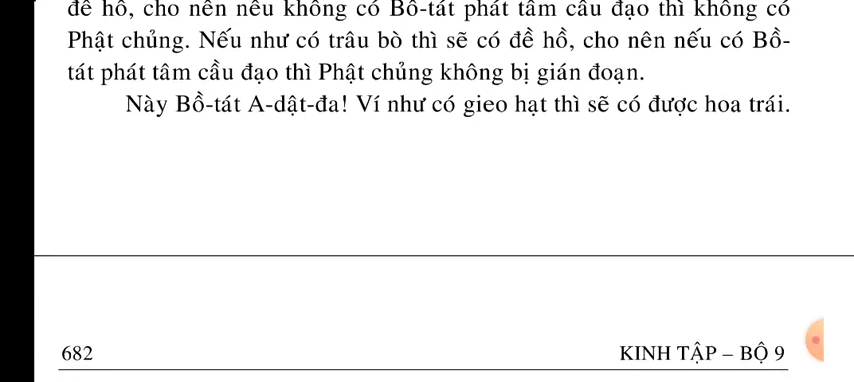 đề hồ, cho nên nếu không có Bồ-tát phát tâm cầu đạo thì không có
Phật chủng. Nếu như có trâu bò thì sẽ có đề hồ, cho nên nếu có Bồ-
tát phát tâm cầu đạo thì Phật chủng không bị gián đoạn.
Này Bồ-tát A-dật-đa! Ví như có gieo hạt thì sẽ có được hoa trái.
682
KINH TẬP – BỘ 9